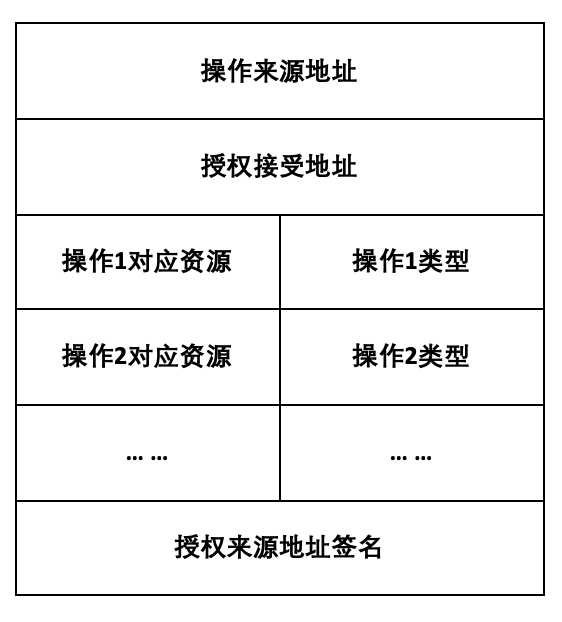 操作来源地址
授权接受地址
操作1对应资源 操作1类型
操作2对应资源 操作2类型
... ... ... ...
授权来源地址签名